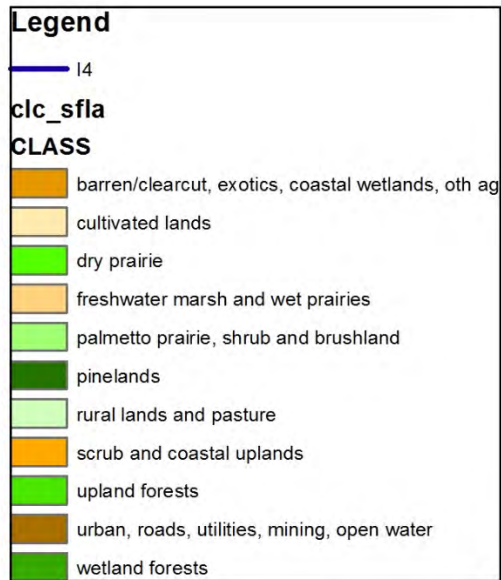 Legend
I4
clc_sfla
CLASS
barren/clearcut, exotics, coastal wetlands, oth ag
cultivated lands
dry prairie
freshwater marsh and wet prairies
palmetto prairie, shrub and brushland
pinelands
rural lands and pasture
scrub and coastal uplands
upland forests
urban, roads, utilities, mining, open water
wetland forests